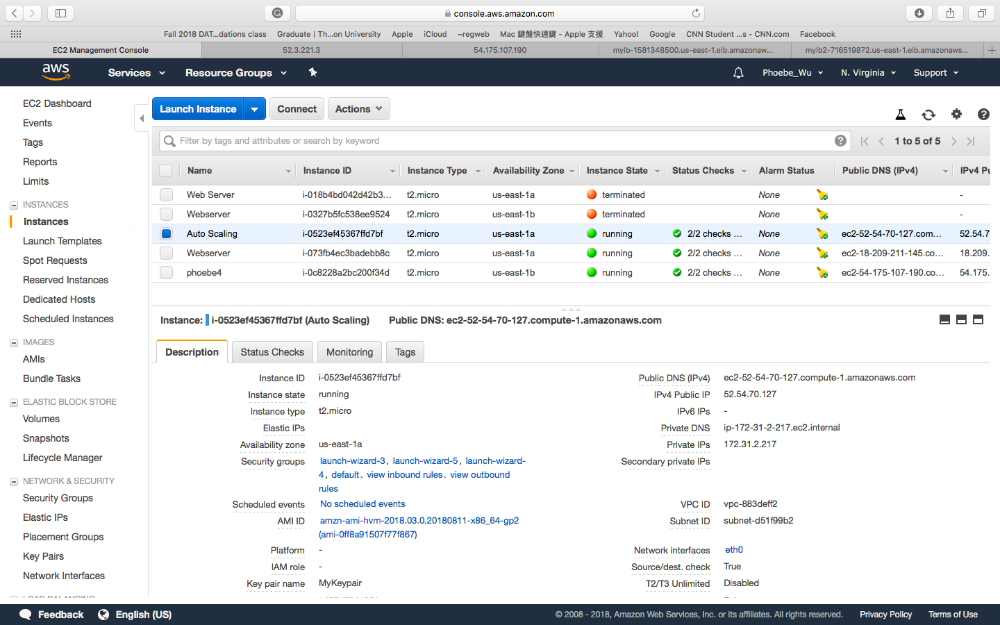 console.aws.amazon.com
Fall 2018 DAT...dations class Graduate | Th...on University Apple iCloud ~regweb Mac 鍵盤快速鍵 - Apple 支援 Yahoo! Google CNN Student ...s - CNN.com Facebook
EC2 Management Console 52.3.221.3 54.175.107.190 mylb-1581348500.us-east-1.elb.amazonaw... mylb2-716519872.us-east-1.elb.amazonaws...
aws Services Resource Groups Phoebe_Wu N. Virginia Support
EC2 Dashboard
Events
Tags
Reports
Limits
INSTANCES
Instances
Launch Templates
Spot Requests
Reserved Instances
Dedicated Hosts
Scheduled Instances
IMAGES
AMIs
Bundle Tasks
ELASTIC BLOCK STORE
Volumes
Snapshots
Lifecycle Manager
NETWORK & SECURITY
Security Groups
Elastic IPs
Placement Groups
Key Pairs
Network Interfaces
LOAD BALANCING
Launch Instance Connect Actions
Filter by tags and attributes or search by keyword 1 to 5 of 5
Name Instance ID Instance Type Availability Zone Instance State Status Checks Alarm Status Public DNS (IPv4) IPv4 Pu
Web Server i-018b4bd042d42b3... t2.micro us-east-1a terminated None -
Webserver i-0327b5fc538ee9524 t2.micro us-east-1b terminated None -
Auto Scaling i-0523ef45367ffd7bf t2.micro us-east-1a running 2/2 checks ... None ec2-52-54-70-127.com... 52.54.7
Webserver i-073fb4ec3badebb8c t2.micro us-east-1a running 2/2 checks ... None ec2-18-209-211-145.co... 18.209.
phoebe4 i-0c8228a2bc200f34d t2.micro us-east-1b running 2/2 checks ... None ec2-54-175-107-190.co... 54.175.
Instance: i-0523ef45367ffd7bf (Auto Scaling) Public DNS: ec2-52-54-70-127.compute-1.amazonaws.com
Description Status Checks Monitoring Tags
Instance ID i-0523ef45367ffd7bf
Instance state running
Instance type t2.micro
Elastic IPs
Availability zone us-east-1a
Security groups launch-wizard-3, launch-wizard-5, launch-wizard-
4, default. view inbound rules. view outbound
rules
Scheduled events No scheduled events
AMI ID amzn-ami-hvm-2018.03.0.20180811-x86_64-gp2
(ami-0ff8a91507f77f867)
Platform -
IAM role -
Key pair name MyKeypair
Public DNS (IPv4) ec2-52-54-70-127.compute-1.amazonaws.com
IPv4 Public IP 52.54.70.127
IPv6 IPs -
Private DNS ip-172-31-2-217.ec2.internal
Private IPs 172.31.2.217
Secondary private IPs
VPC ID vpc-883deff2
Subnet ID subnet-d51f99b2
Network interfaces eth0
Source/dest. check True
T2/T3 Unlimited Disabled
Feedback English (US) © 2008 - 2018, Amazon Web Services, Inc. or its affiliates. All rights reserved. Privacy Policy Terms of Use